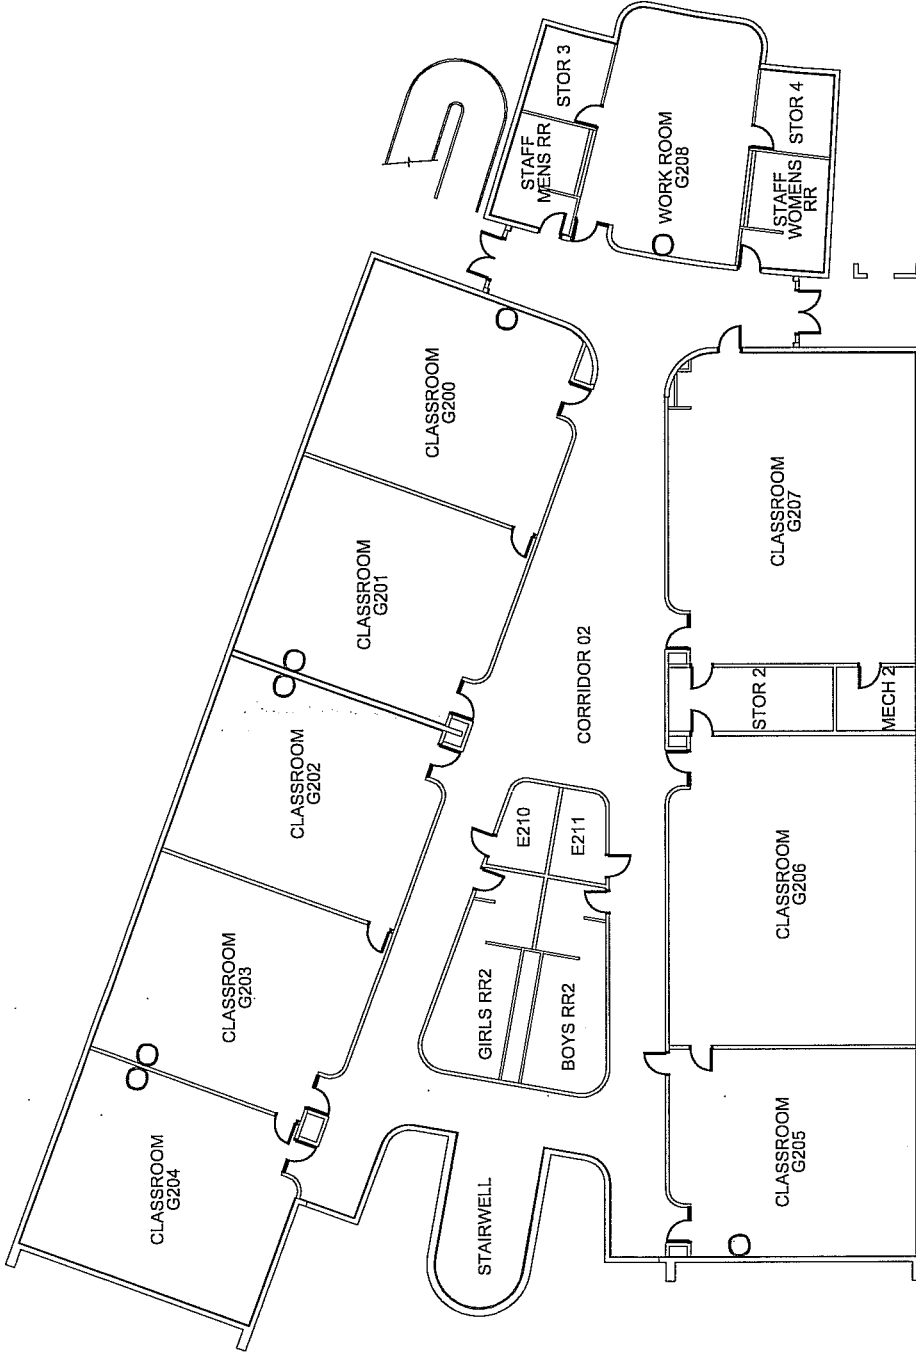 STOR 3
STAFF
MENS RR
WORK ROOM
G208
STOR 4
STAFF
WOMENS
RR
CLASSROOM
G200
CLASSROOM
G201
CLASSROOM
G202
CLASSROOM
G203
CLASSROOM
G204
CORRIDOR 02
E210
E211
GIRLS RR2
BOYS RR2
STAIRWELL
CLASSROOM
G207
STOR 2
MECH 2
CLASSROOM
G206
CLASSROOM
G205